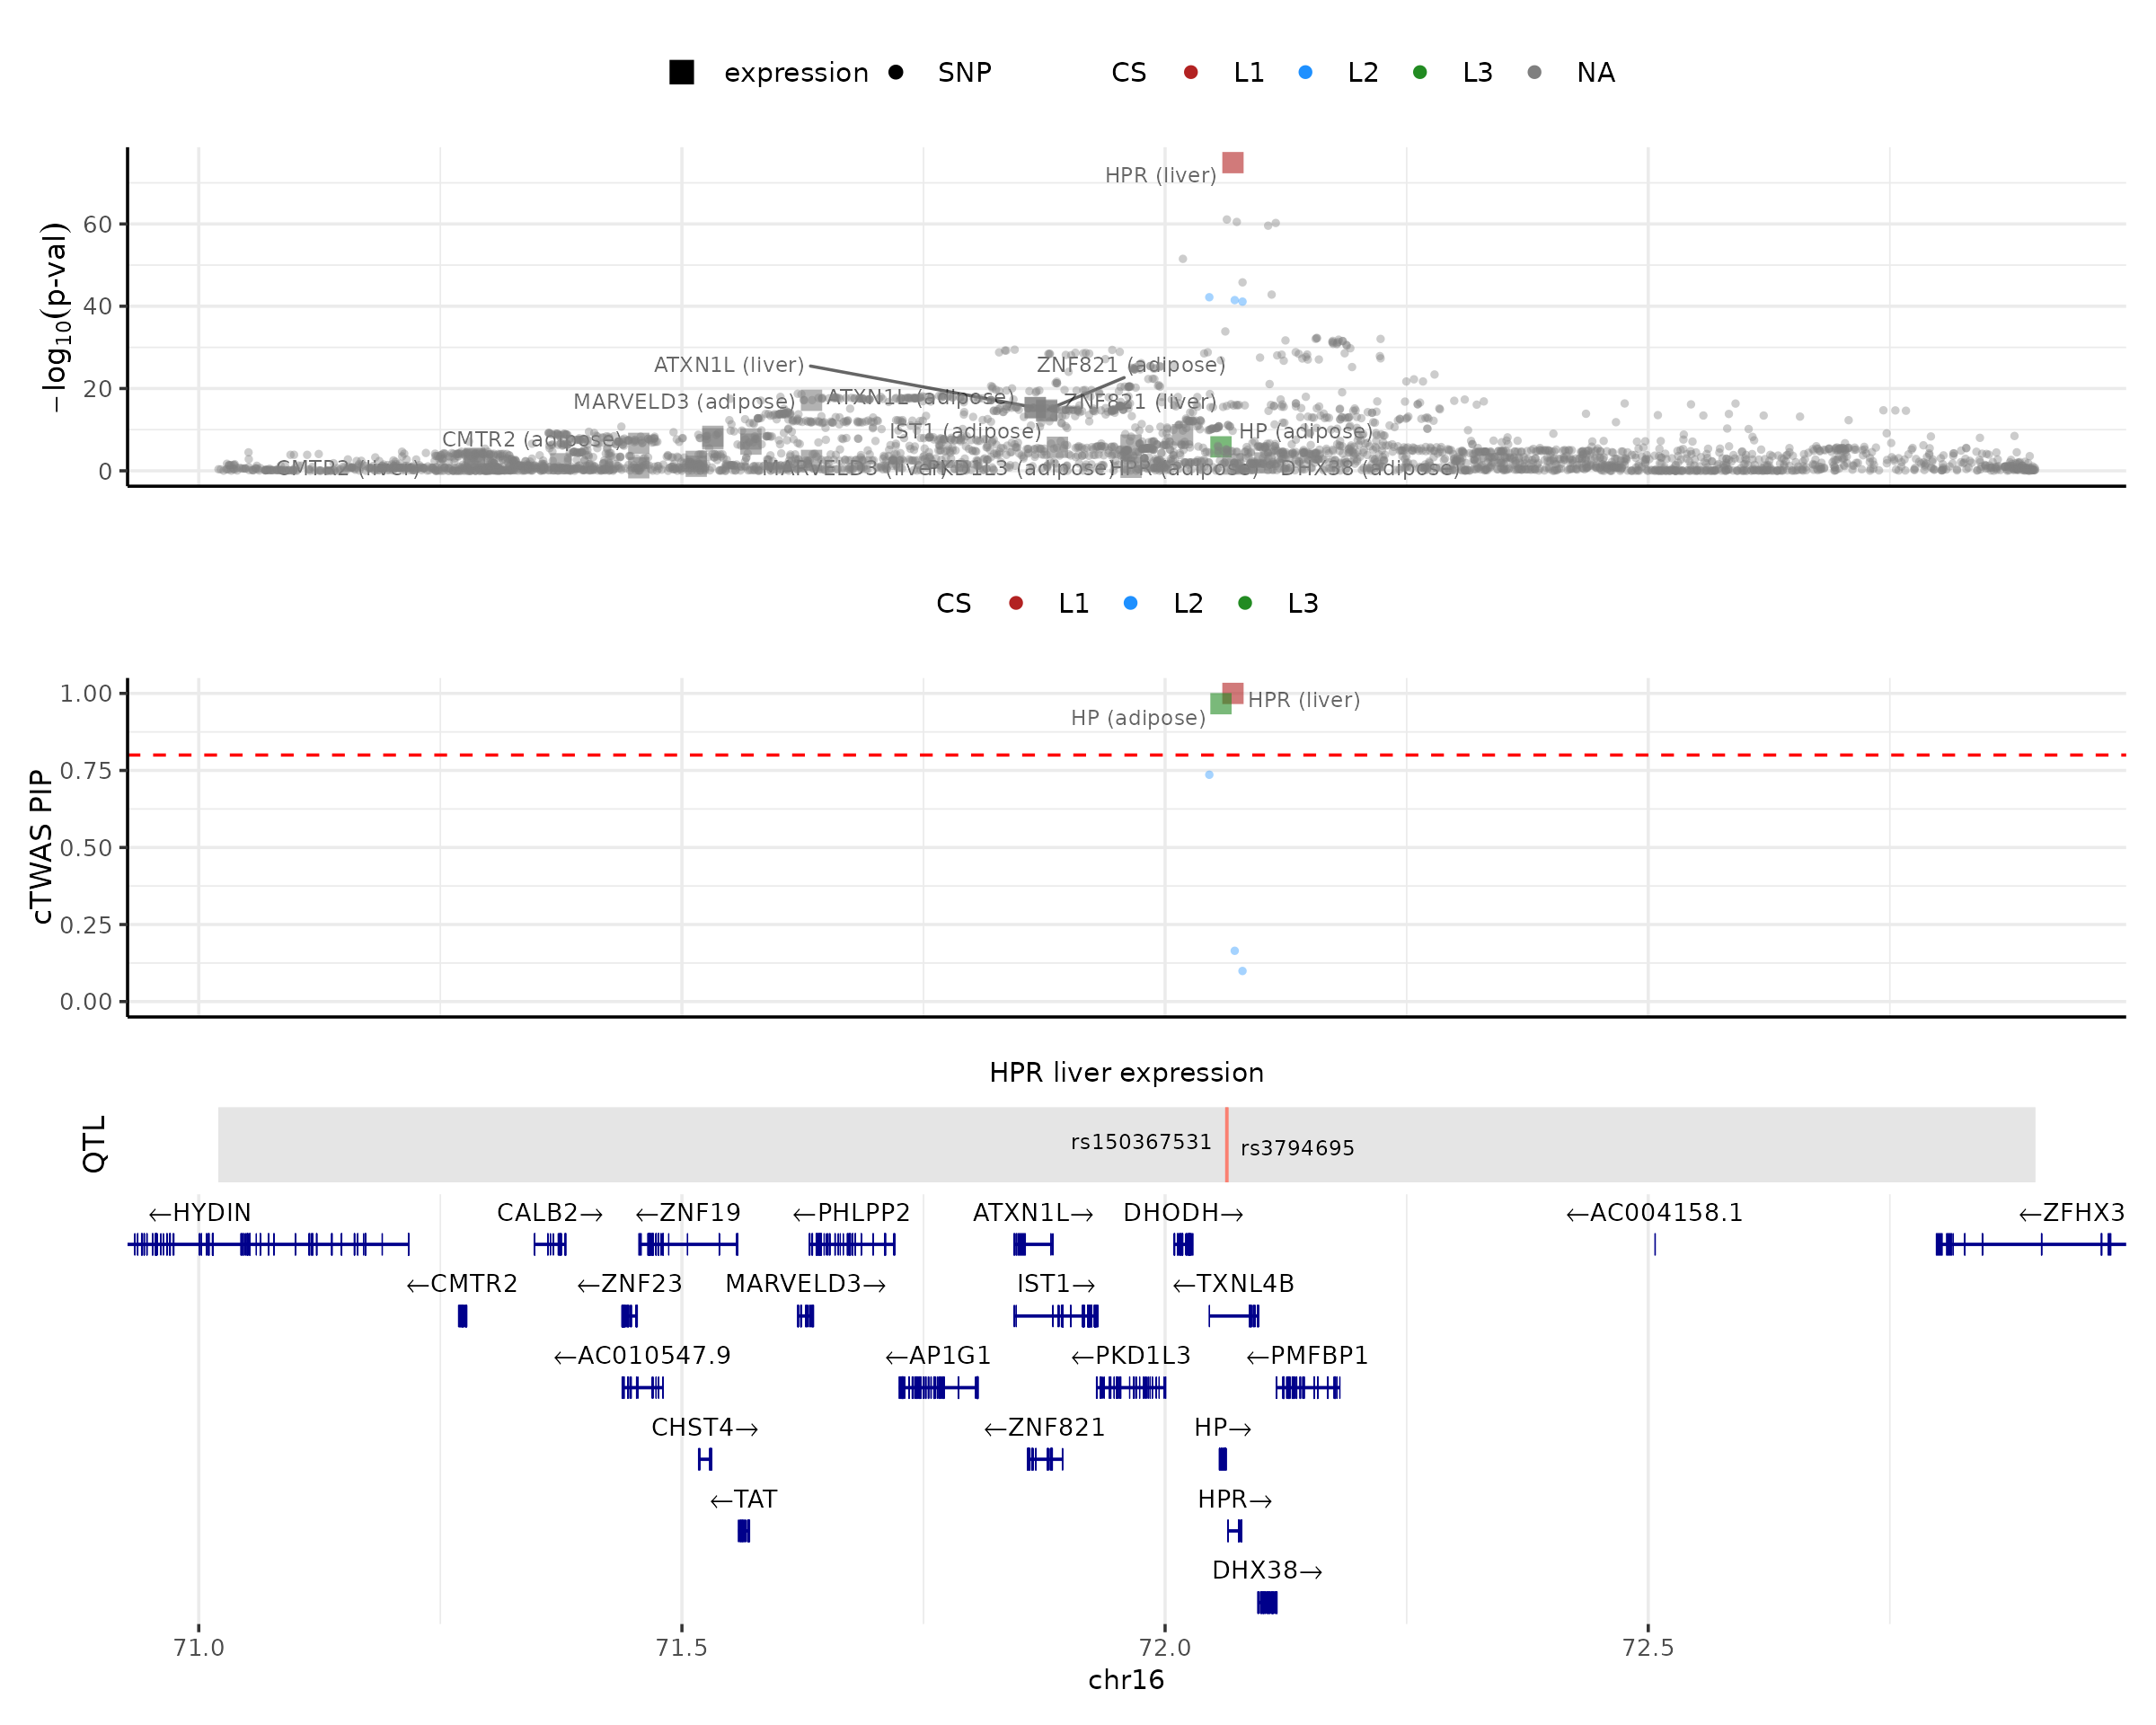 expression SNP CS L1 L2 L3 NA
−log10(p-val)
60
40
20
0
HPR (liver)
ATXN1L (liver)
ZNF821 (adipose)
MARVELD3 (adipose)
ATXN1L (adipose)
ZNF821 (liver)
CMTR2 (adipose)
IST1 (adipose)
HP (adipose)
CMTR2 (liver)
MARVELD3 (liver)
PKD1L3 (adipose)
HPR (adipose)
DHX38 (adipose)
CS L1 L2 L3
cTWAS PIP
1.00
0.75
0.50
0.25
0.00
HPR (liver)
HP (adipose)
HPR liver expression
QTL
rs150367531
rs3794695
←HYDIN CALB2→ ←ZNF19 ←PHLPP2 ATXN1L→ DHODH→ ←AC004158.1 ←ZFHX3
←CMTR2 ←ZNF23 MARVELD3→ IST1→ ←TXNL4B
←AC010547.9 ←AP1G1 ←PKD1L3 ←PMFBP1
CHST4→ ←ZNF821 HP→
←TAT HPR→
DHX38→
71.0 71.5 72.0 72.5
chr16